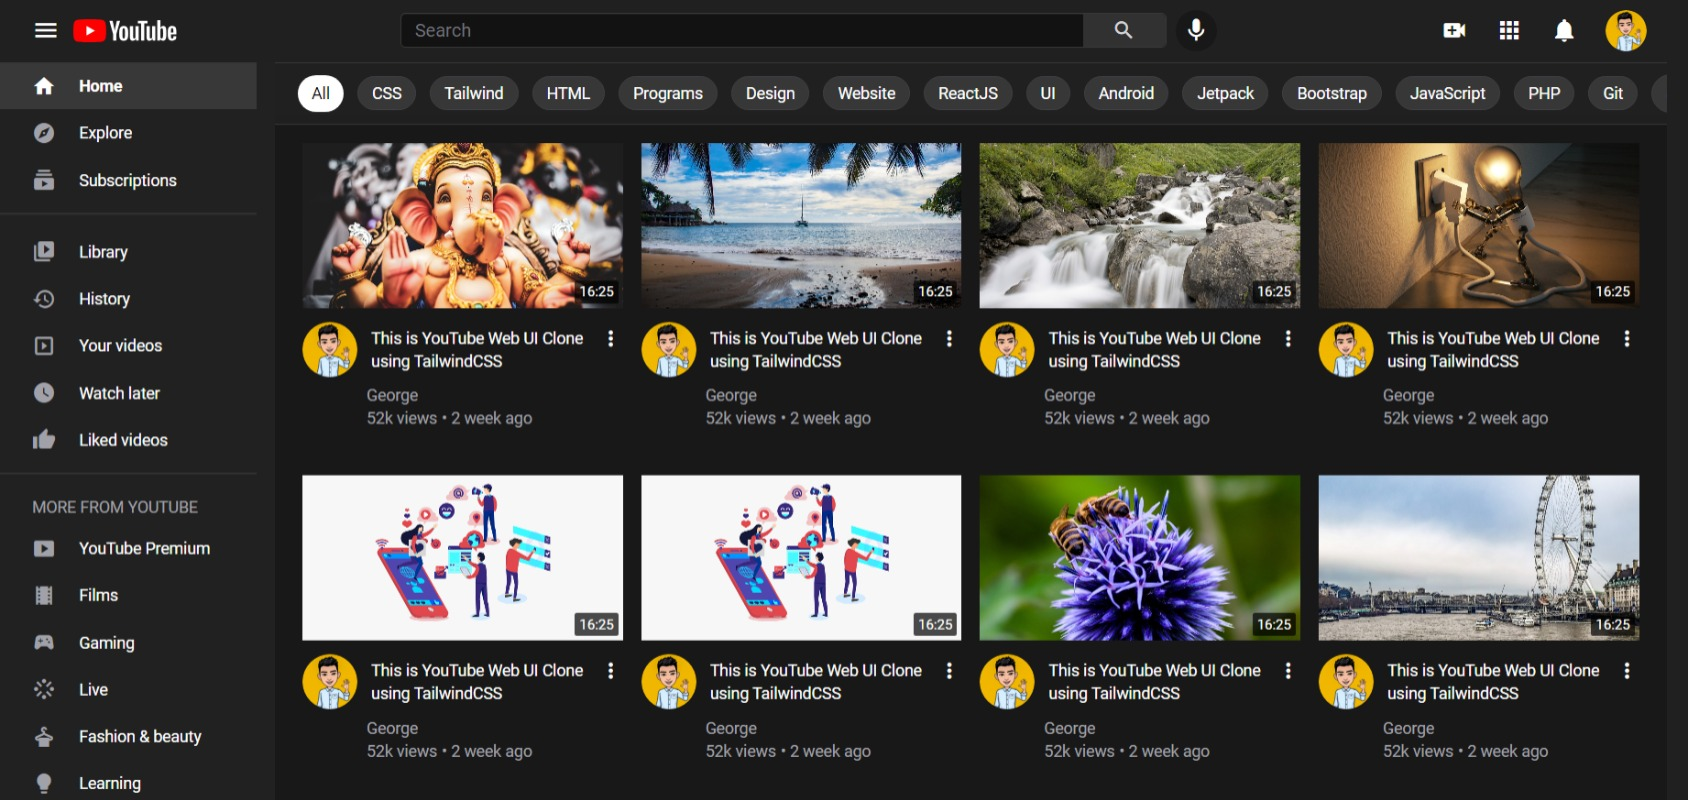 YouTube
Search
Home
Explore
Subscriptions
Library
History
Your videos
Watch later
Liked videos
MORE FROM YOUTUBE
YouTube Premium
Films
Gaming
Live
Fashion & beauty
Learning
All CSS Tailwind HTML Programs Design Website ReactJS UI Android Jetpack Bootstrap JavaScript PHP Git
16:25 16:25 16:25 16:25
This is YouTube Web UI Clone
using TailwindCSS
George
52k views • 2 week ago
This is YouTube Web UI Clone
using TailwindCSS
George
52k views • 2 week ago
This is YouTube Web UI Clone
using TailwindCSS
George
52k views • 2 week ago
This is YouTube Web UI Clone
using TailwindCSS
George
52k views • 2 week ago
16:25 16:25 16:25 16:25
This is YouTube Web UI Clone
using TailwindCSS
George
52k views • 2 week ago
This is YouTube Web UI Clone
using TailwindCSS
George
52k views • 2 week ago
This is YouTube Web UI Clone
using TailwindCSS
George
52k views • 2 week ago
This is YouTube Web UI Clone
using TailwindCSS
George
52k views • 2 week ago